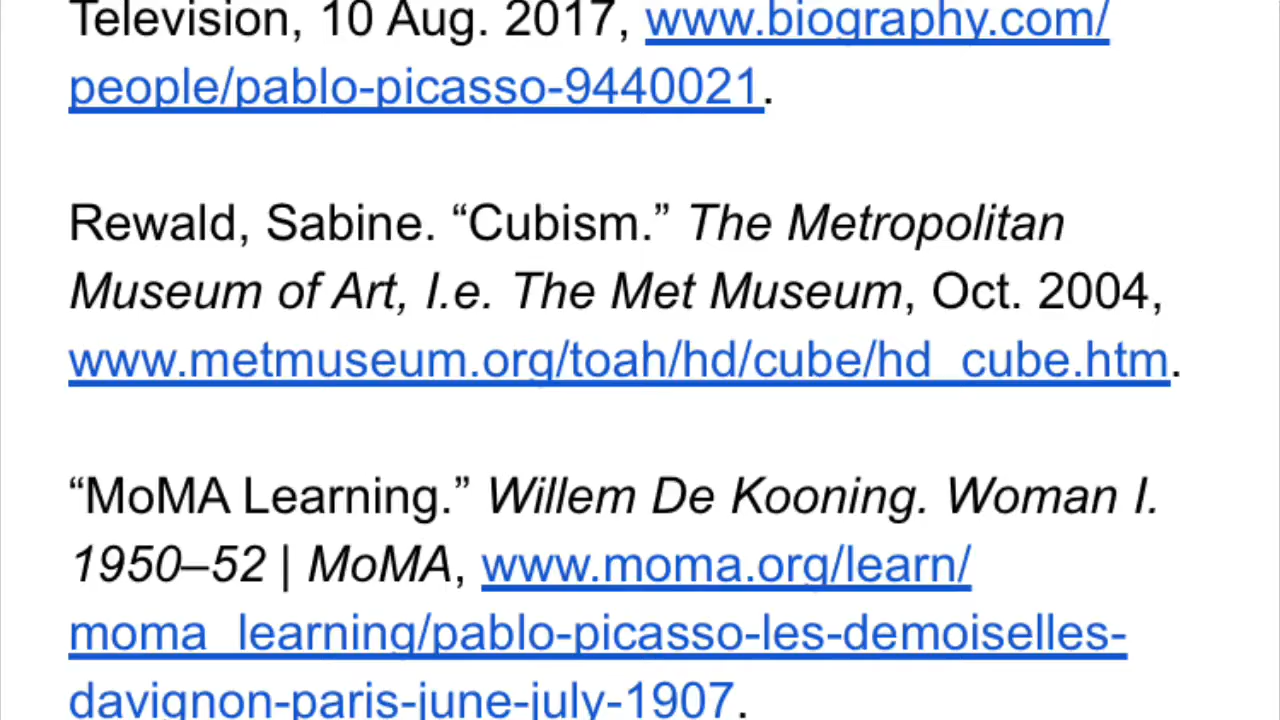 Television, 10 Aug. 2017, www.biography.com/
people/pablo-picasso-9440021.
Rewald, Sabine. “Cubism.” The Metropolitan
Museum of Art, I.e. The Met Museum, Oct. 2004,
www.metmuseum.org/toah/hd/cube/hd_cube.htm.
“MoMA Learning.” Willem De Kooning. Woman I.
1950–52 | MoMA, www.moma.org/learn/
moma_learning/pablo-picasso-les-demoiselles-
davignon-paris-june-july-1907.